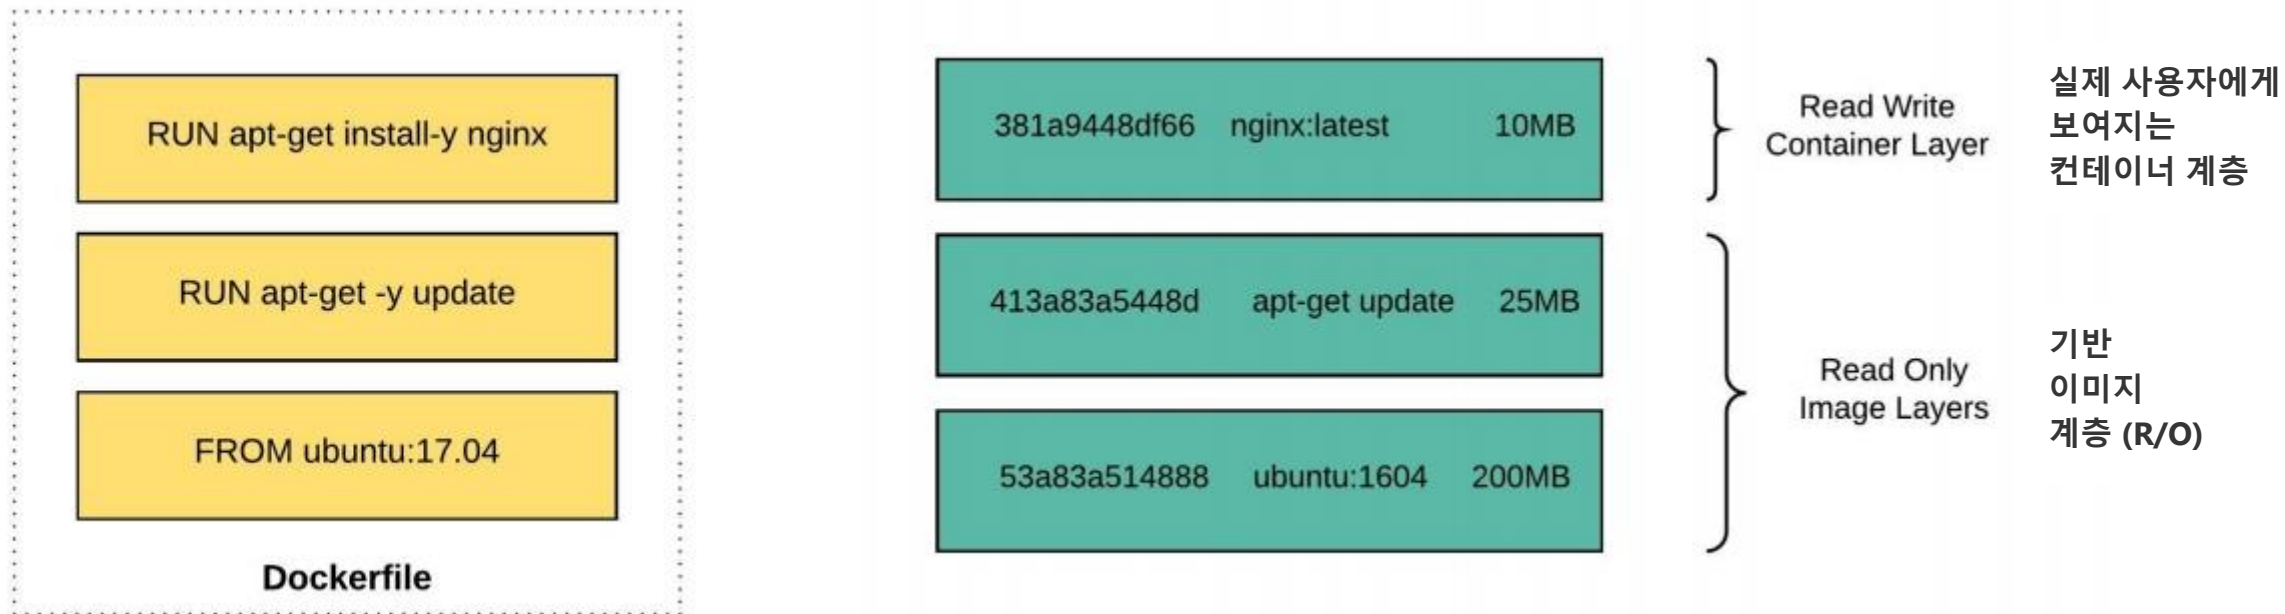 RUN apt-get install-y nginx
RUN apt-get -y update
FROM ubuntu:17.04
Dockerfile
381a9448df66 nginx:latest 10MB
413a83a5448d apt-get update 25MB
53a83a514888 ubuntu:1604 200MB
Read Write
Container Layer
실제 사용자에게
보여지는
컨테이너 계층
Read Only
Image Layers
기반
이미지
계층 (R/O)